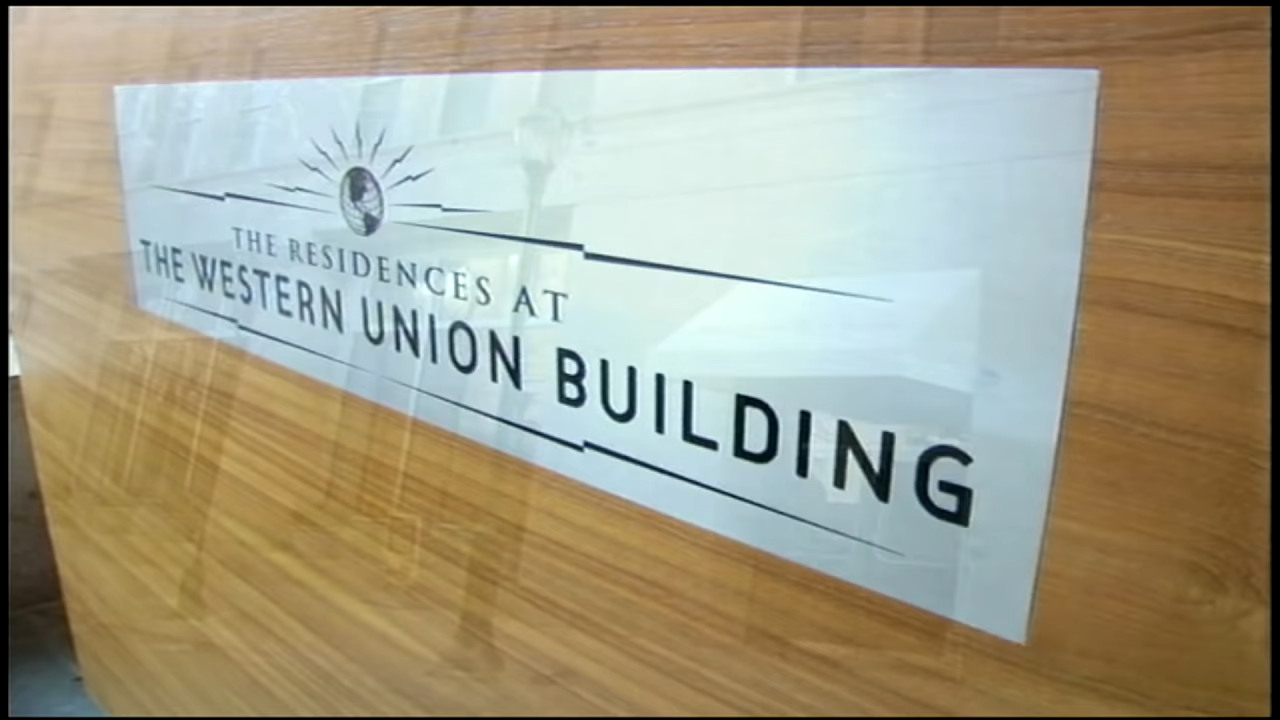 THE RESIDENCES AT
THE WESTERN UNION BUILDING